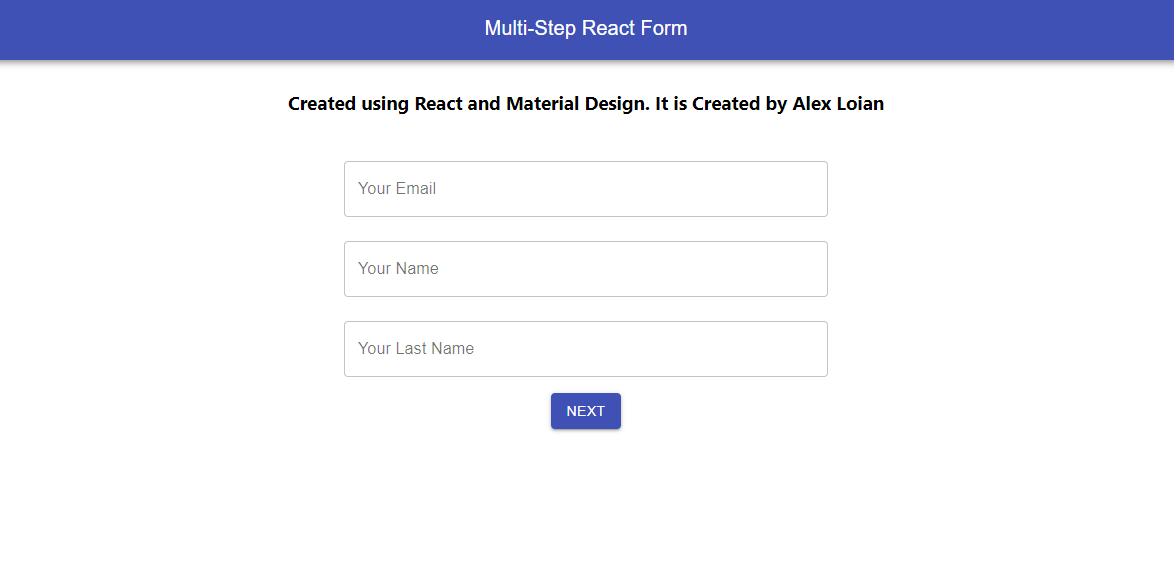 Multi-Step React Form
Created using React and Material Design. It is Created by Alex Loian
Your Email
Your Name
Your Last Name
NEXT